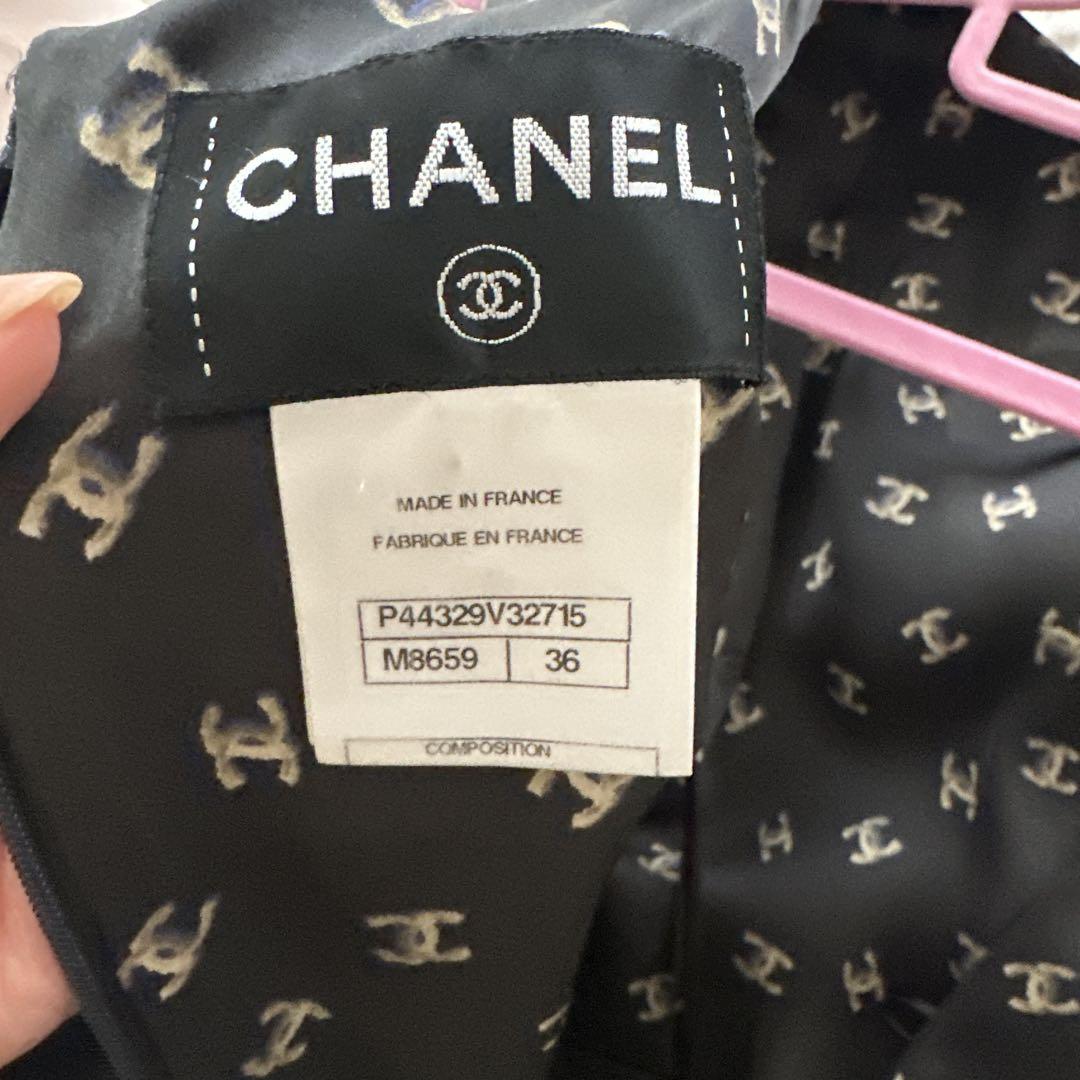 CHANEL
MADE IN FRANCE
FABRIQUE EN FRANCE
P44329V32715
M8659 36
COMPOSITION